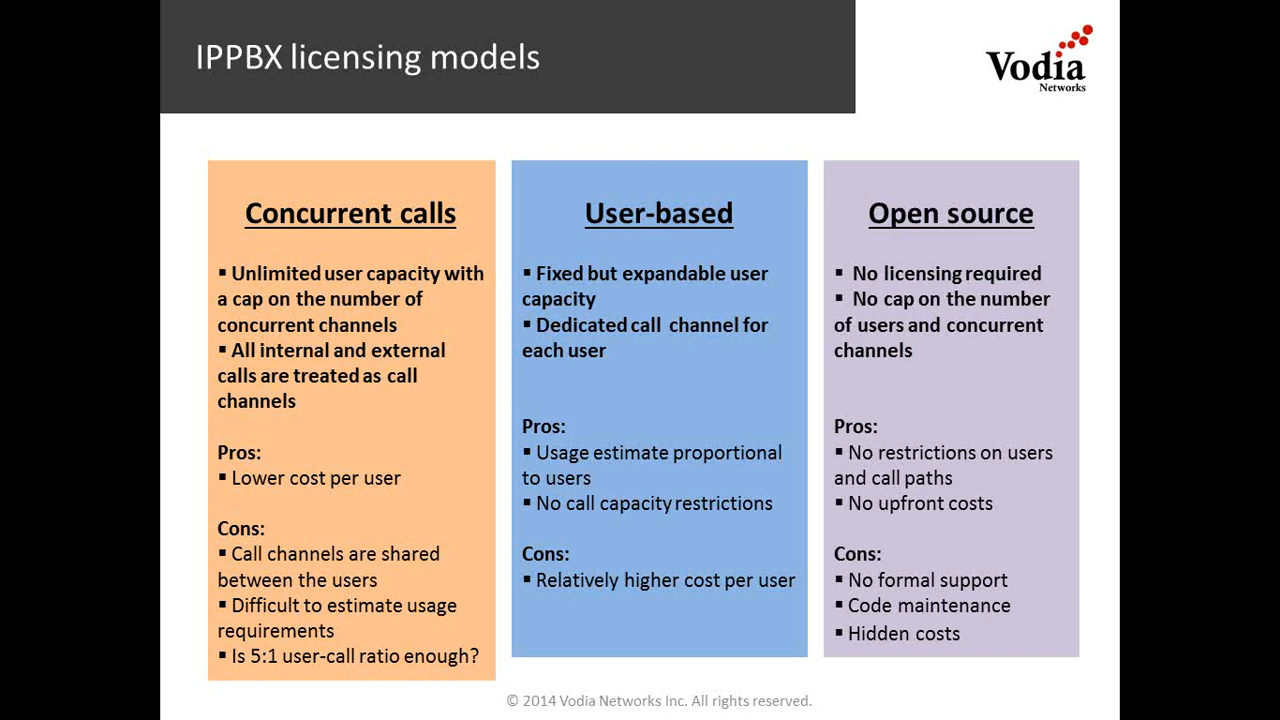 IPPBX licensing models
Vodia
Networks
Concurrent calls
▪ Unlimited user capacity with
a cap on the number of
concurrent channels
▪ All internal and external
calls are treated as call
channels
Pros:
▪ Lower cost per user
Cons:
▪ Call channels are shared
between the users
▪ Difficult to estimate usage
requirements
▪ Is 5:1 user-call ratio enough?
User-based
▪ Fixed but expandable user
capacity
▪ Dedicated call channel for
each user
Pros:
▪ Usage estimate proportional
to users
▪ No call capacity restrictions
Cons:
▪ Relatively higher cost per user
Open source
▪ No licensing required
▪ No cap on the number
of users and concurrent
channels
Pros:
▪ No restrictions on users
and call paths
▪ No upfront costs
Cons:
▪ No formal support
▪ Code maintenance
▪ Hidden costs
© 2014 Vodia Networks Inc. All rights reserved.